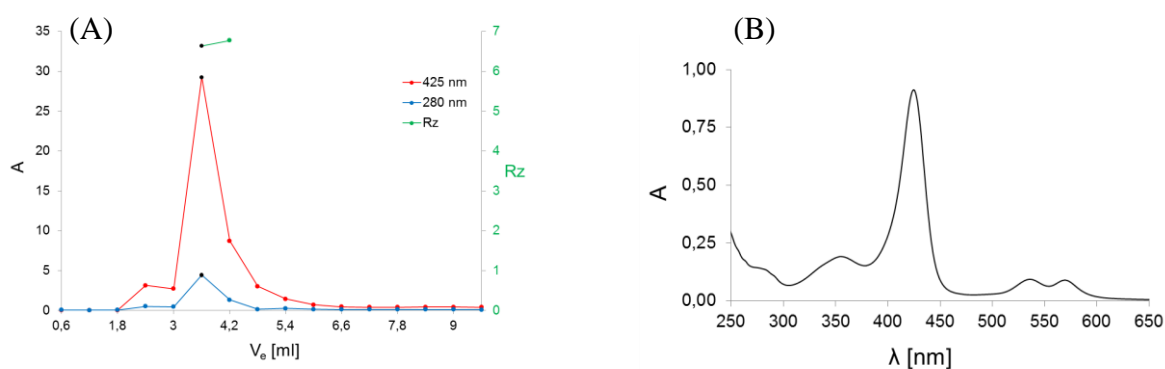 (A)
35
30
25
20
15
10
5
0
A
7
6
5
4
3
2
1
0
Rz
425 nm
280 nm
Rz
0,6 1,8 3 4,2 5,4 6,6 7,8 9
Ve [ml]
(B)
1,00
0,75
0,50
0,25
0,00
A
250 300 350 400 450 500 550 600 650
λ [nm]